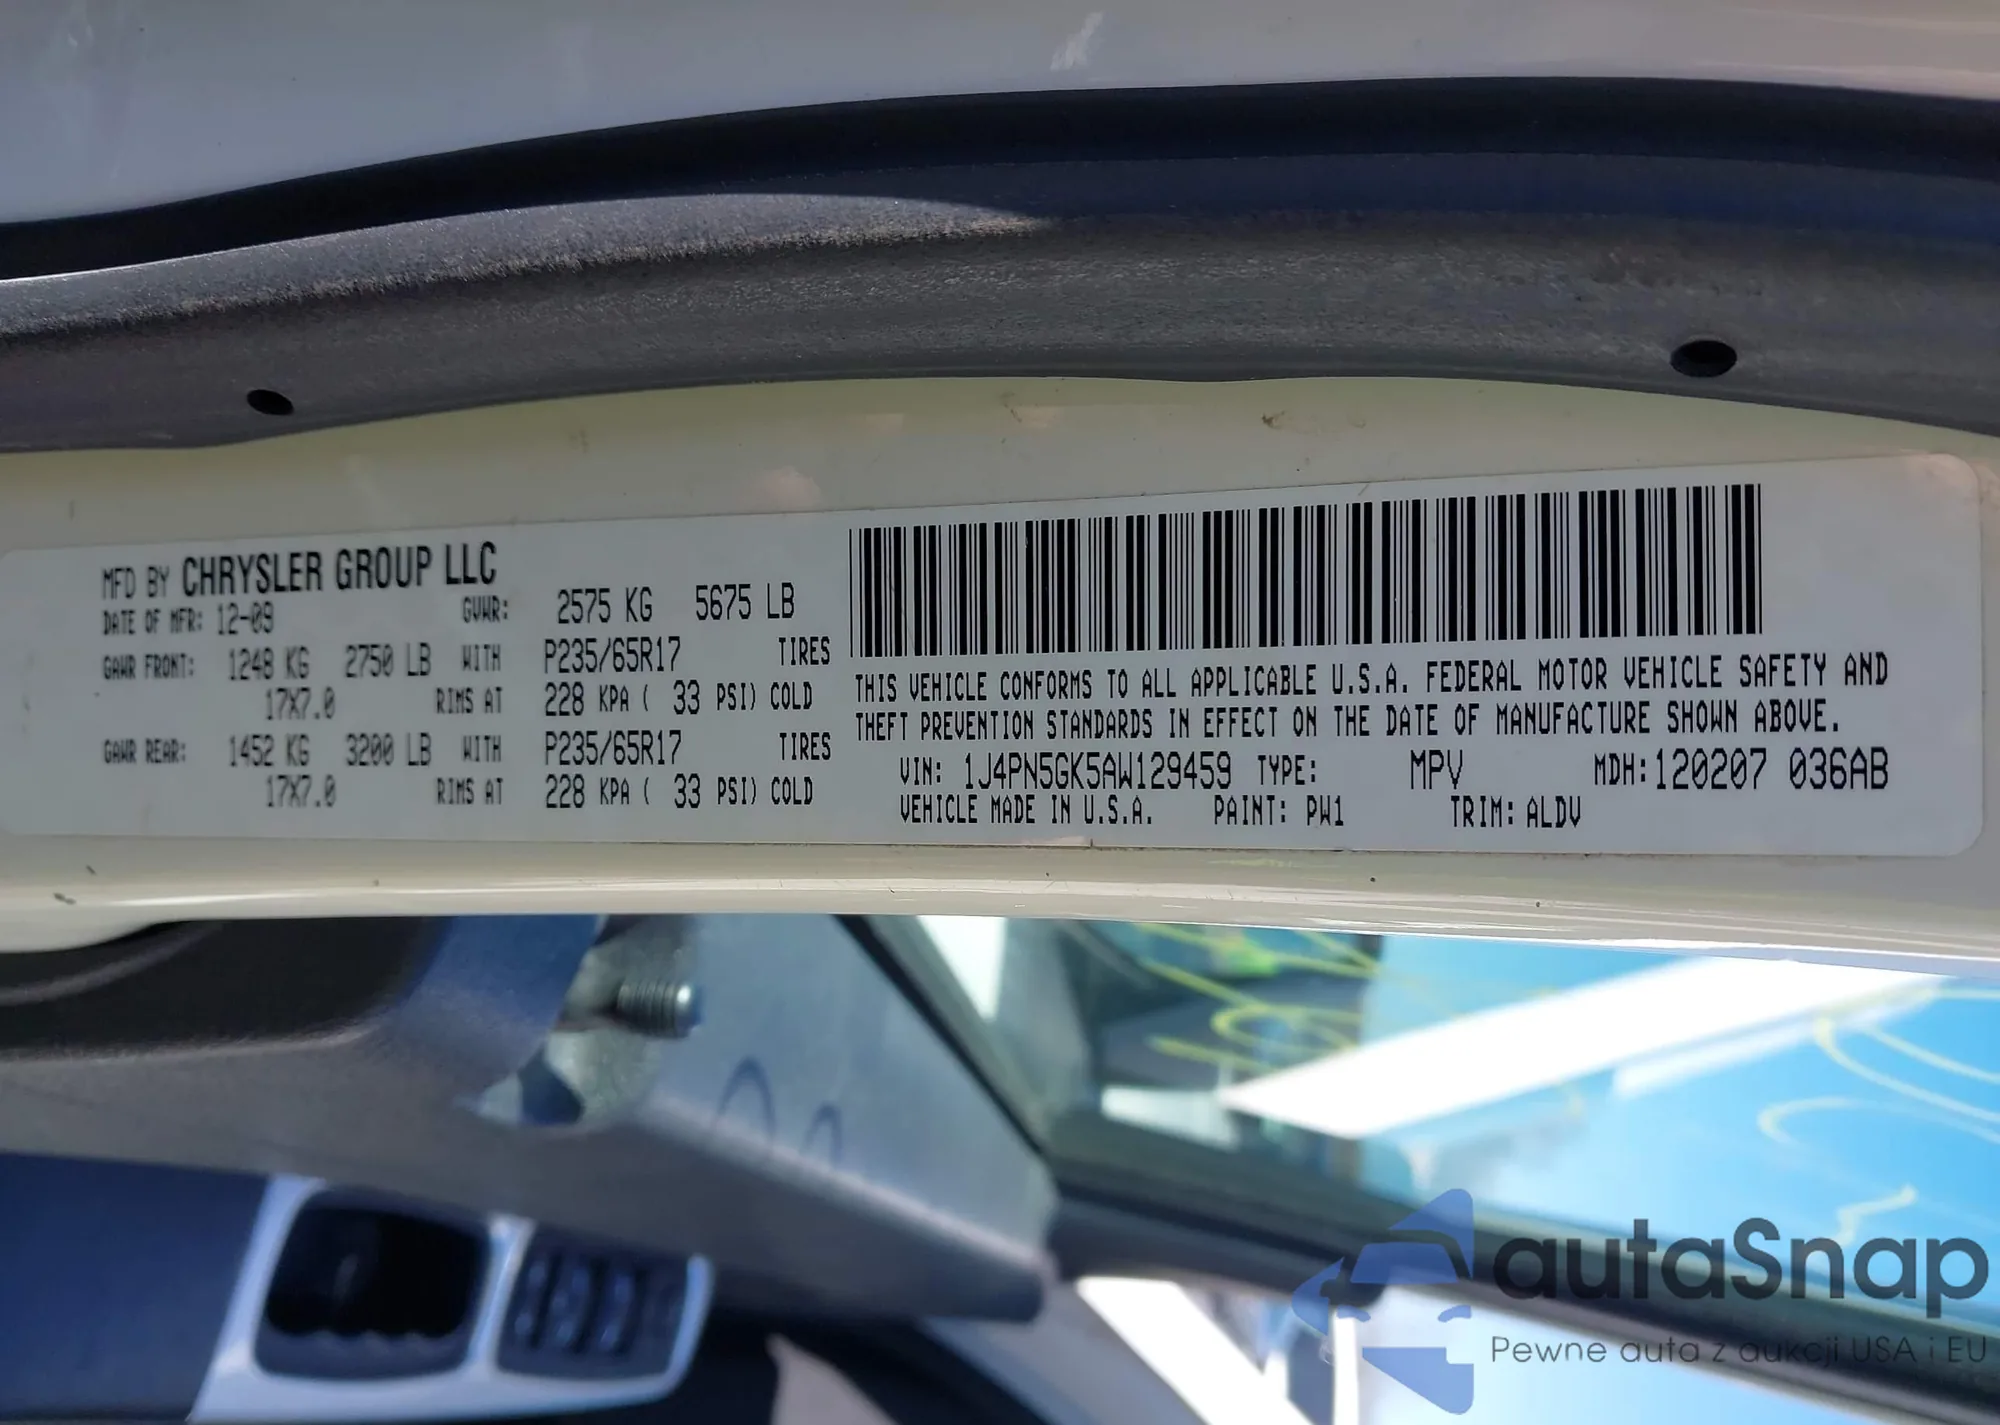 MFD BY CHRYSLER GROUP LLC
DATE OF MFR: 12-09 GVWR: 2575 KG 5675 LB
GAWR FRONT: 1248 KG 2750 LB WITH P235/65R17 TIRES
17X7.0 RIMS AT 228 KPA ( 33 PSI) COLD
GAWR REAR: 1452 KG 3200 LB WITH P235/65R17 TIRES
17X7.0 RIMS AT 228 KPA ( 33 PSI) COLD
THIS VEHICLE CONFORMS TO ALL APPLICABLE U.S.A. FEDERAL MOTOR VEHICLE SAFETY AND
THEFT PREVENTION STANDARDS IN EFFECT ON THE DATE OF MANUFACTURE SHOWN ABOVE.
VIN: 1J4PN5GK5AW129459 TYPE: MPV MDH:120207 036AB
VEHICLE MADE IN U.S.A. PAINT: PW1 TRIM: ALDV
autaSnap
Pewne auta z aukcji USA i EU